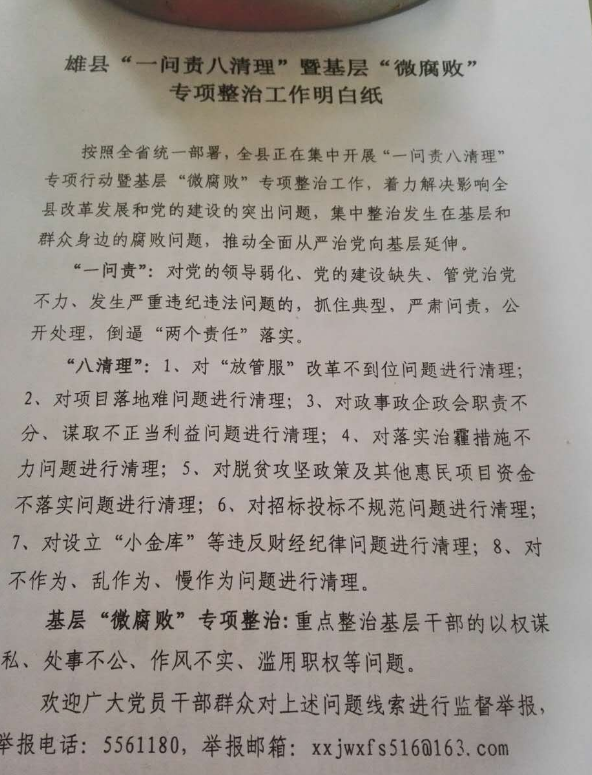 雄县“一问责八清理”暨基层“微腐败”
专项整治工作明白纸
按照全省统一部署，全县正在集中开展“一问责八清理”
专项行动暨基层“微腐败”专项整治工作，着力解决影响全
县改革发展和党的建设的突出问题，集中整治发生在基层和
群众身边的腐败问题，推动全面从严治党向基层延伸。
“一问责”：对党的领导弱化、党的建设缺失、管党治党
不力、发生严重违纪违法问题的，抓住典型，严肃问责，公
开处理，倒逼“两个责任”落实。
“八清理”：1、对“放管服”改革不到位问题进行清理；
2、对项目落地难问题进行清理；3、对政事政企政会职责不
分、谋取不正当利益问题进行清理；4、对落实治霾措施不
力问题进行清理；5、对脱贫攻坚政策及其他惠民项目资金
不落实问题进行清理；6、对招标投标不规范问题进行清理；
7、对设立“小金库”等违反财经纪律问题进行清理；8、对
不作为、乱作为、慢作为问题进行清理。
基层“微腐败”专项整治：重点整治基层干部的以权谋
私、处事不公、作风不实、滥用职权等问题。
欢迎广大党员干部群众对上述问题线索进行监督举报，
举报电话：5561180，举报邮箱：xxjwxfs516@163.com